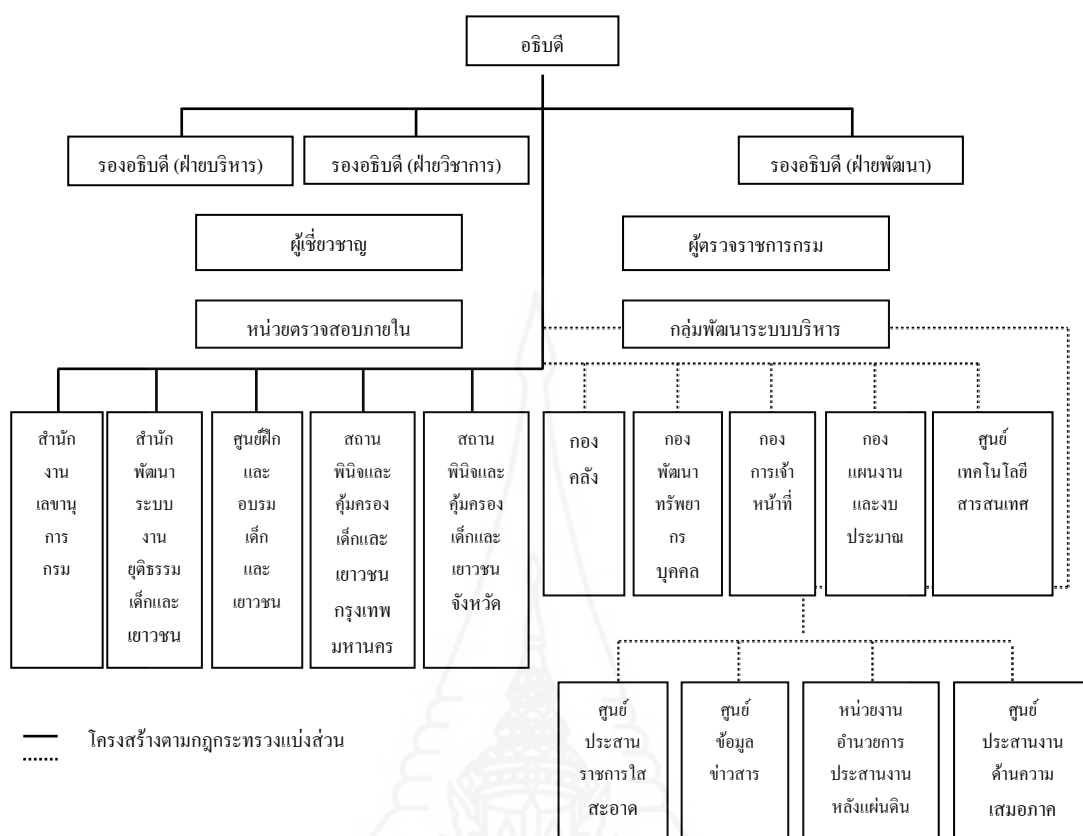 อธิบดี
รองอธิบดี (ฝ่ายบริหาร)
รองอธิบดี (ฝ่ายวิชาการ)
รองอธิบดี (ฝ่ายพัฒนา)
ผู้เชี่ยวชาญ
ผู้ตรวจราชการกรม
หน่วยตรวจสอบภายใน
กลุ่มพัฒนาระบบบริหาร
สำนัก
งาน
เลขานุ
การ
กรม
สำนัก
พัฒนา
ระบบ
งาน
ยุติธรรม
เด็กและ
เยาวชน
ศูนย์ฝึก
และ
อบรม
เด็ก
และ
เยาวชน
สถาน
พินิจและ
คุ้มครอง
เด็กและ
เยาวชน
กรุงเทพ
มหานคร
สถาน
พินิจและ
คุ้มครอง
เด็กและ
เยาวชน
จังหวัด
กอง
คลัง
กอง
พัฒนา
ทรัพยา
กร
บุคคล
กอง
การเจ้า
หน้าที่
กอง
แผนงาน
และงบ
ประมาณ
ศูนย์
เทคโนโลยี
สารสนเทศ
ศูนย์
ประสาน
ราชการใส
สะอาด
ศูนย์
ข้อมูล
ข่าวสาร
หน่วยงาน
อำนวยการ
ประสานงาน
หลังแผ่นดิน
ศูนย์
ประสานงาน
ด้านความ
เสมอภาค
โครงสร้างตามกฎกระทรวงแบ่งส่วน